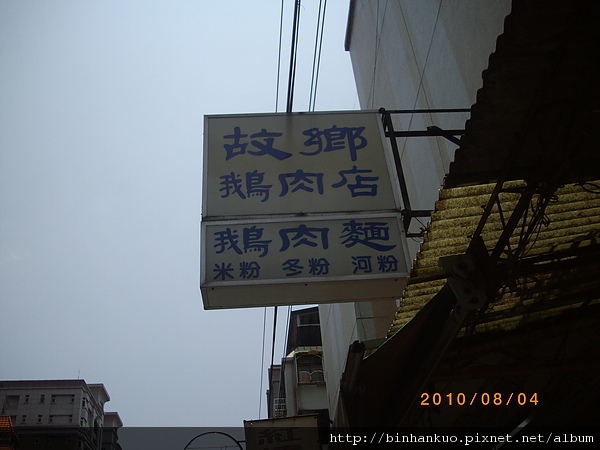 故鄉
鵝肉店
鵝肉麵
米粉 冬粉 河粉
2010/08/04
http://binhankuo.pixnet.net/album